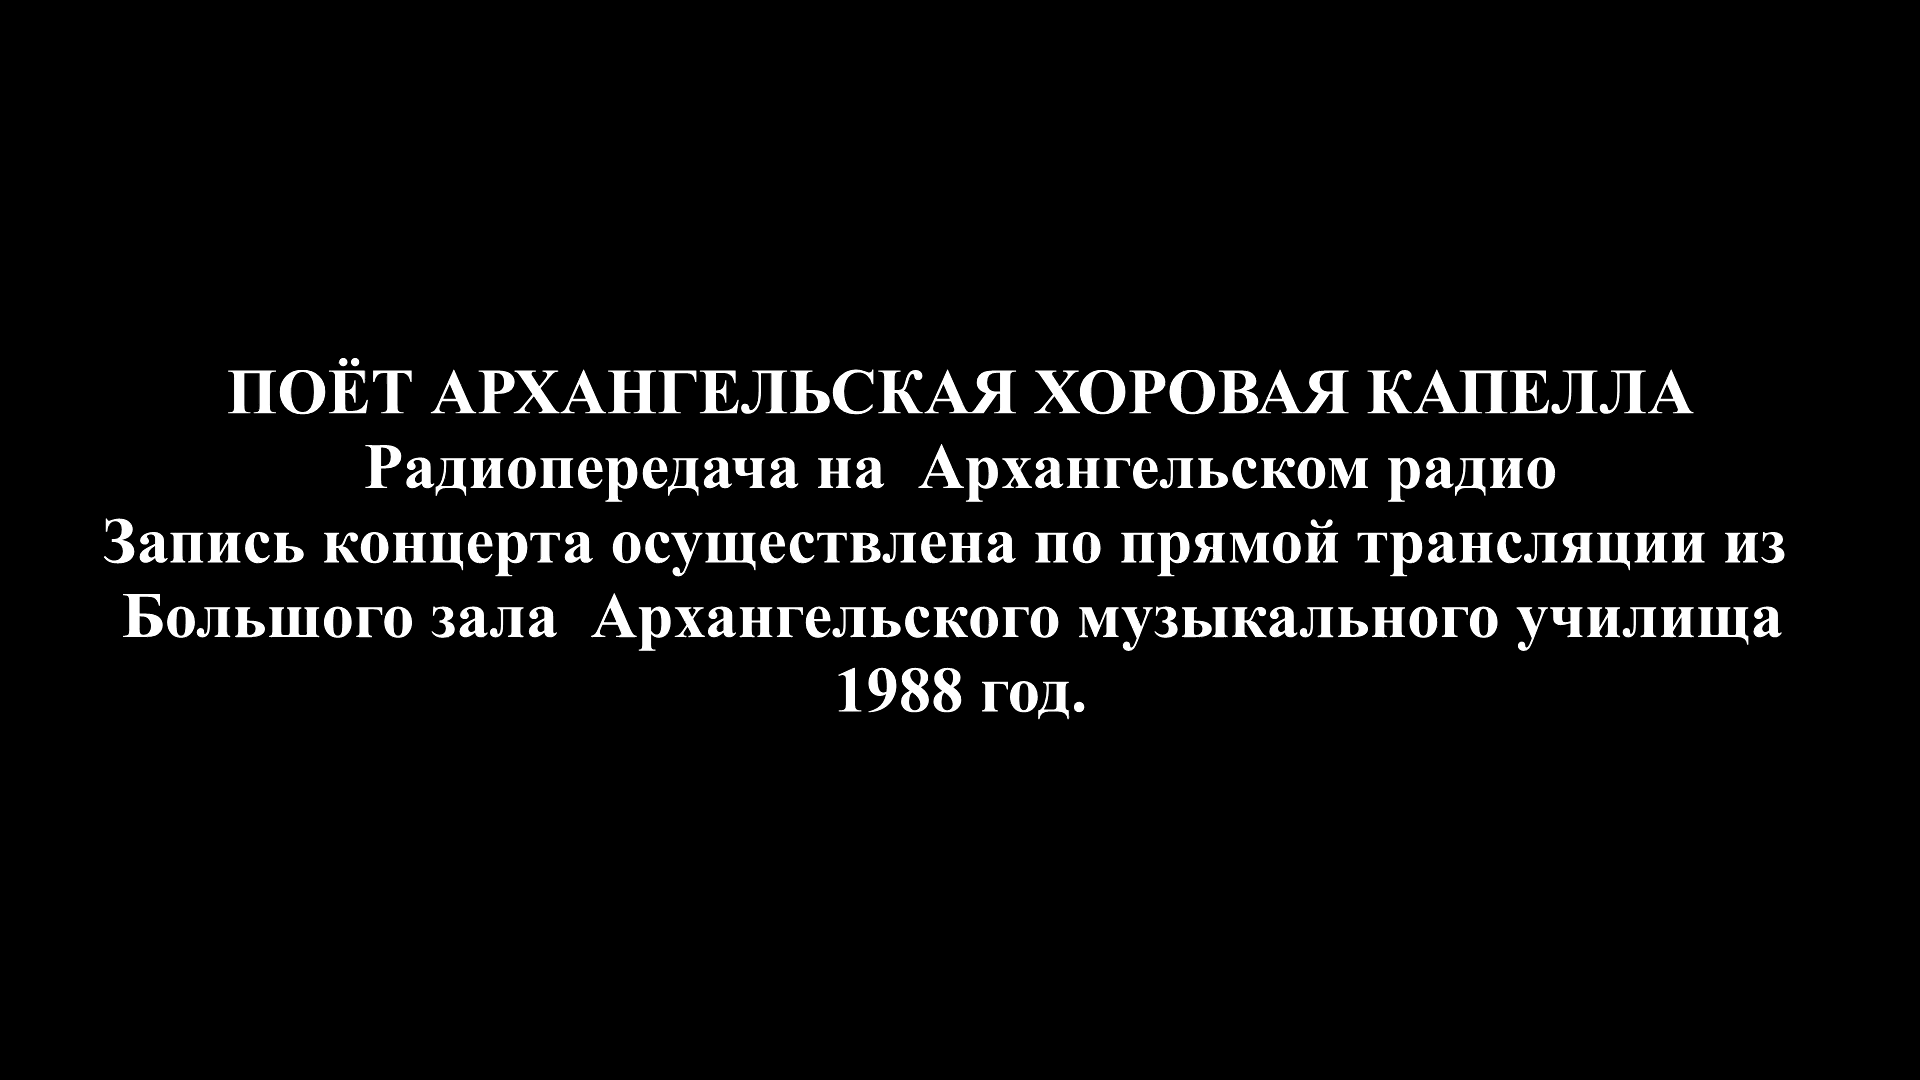 ПОЁТ АРХАНГЕЛЬСКАЯ ХОРОВАЯ КАПЕЛЛА
Радиопередача на  Архангельском радио
Запись концерта осуществлена по прямой трансляции из
Большого зала  Архангельского музыкального училища
1988 год.